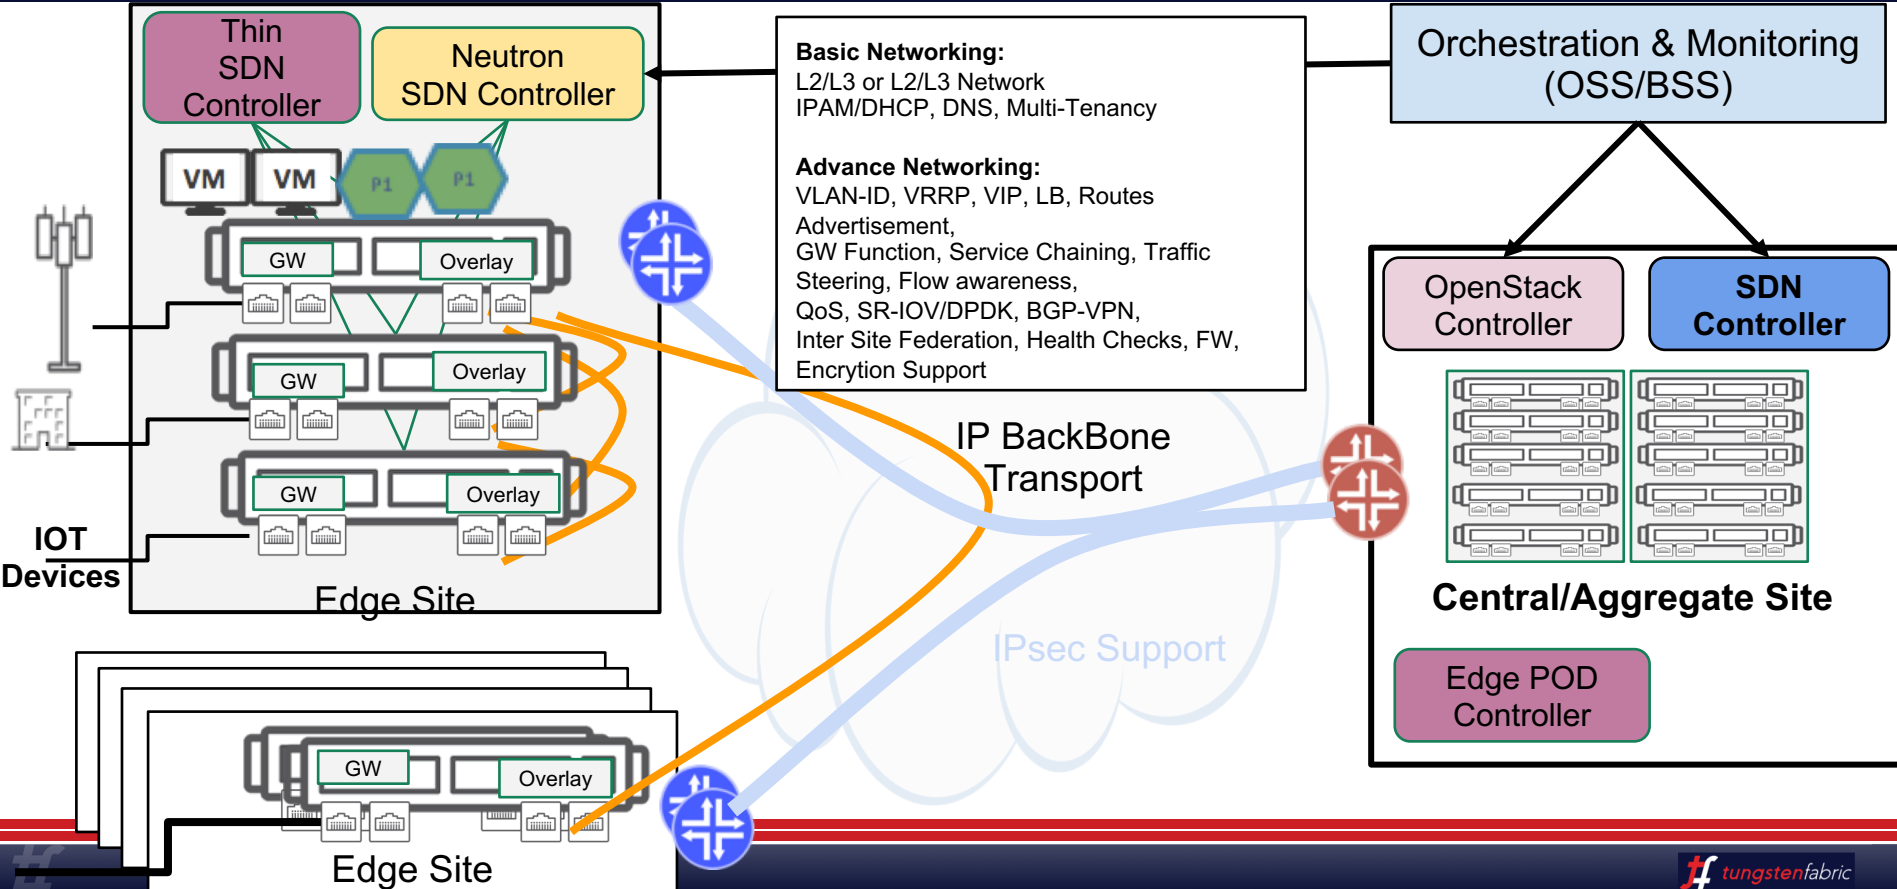 Thin
SDN
Controller
Neutron
SDN Controller
Basic Networking:
L2/L3 or L2/L3 Network
IPAM/DHCP, DNS, Multi-Tenancy
Advance Networking:
VLAN-ID, VRRP, VIP, LB, Routes
Advertisement,
GW Function, Service Chaining, Traffic
Steering, Flow awareness,
QoS, SR-IOV/DPDK, BGP-VPN,
Inter Site Federation, Health Checks, FW,
Encrytion Support
Orchestration & Monitoring
(OSS/BSS)
VM
VM
P1
P1
GW
Overlay
GW
Overlay
GW
Overlay
IOT
Devices
Edge Site
IP BackBone
Transport
IPsec Support
OpenStack
Controller
SDN
Controller
Central/Aggregate Site
Edge POD
Controller
GW
Overlay
Edge Site
tungstenfabric